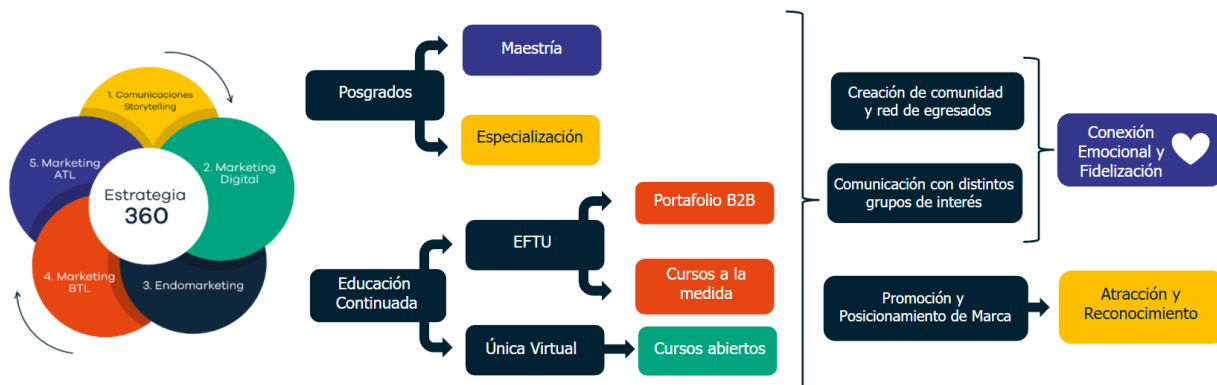 1. Comunicaciones
Storytelling
2. Marketing
Digital
3. Endomarketing
4. Marketing
BTL
5. Marketing
ATL
Estrategia
360
Posgrados
Maestría
Especialización
Educación
Continuada
EFTU
Portafolio B2B
Cursos a la
medida
Única Virtual
Cursos abiertos
Creación de comunidad
y red de egresados
Comunicación con distintos
grupos de interés
Conexión
Emocional y
Fidelización
Promoción y
Posicionamiento de Marca
Atracción y
Reconocimiento